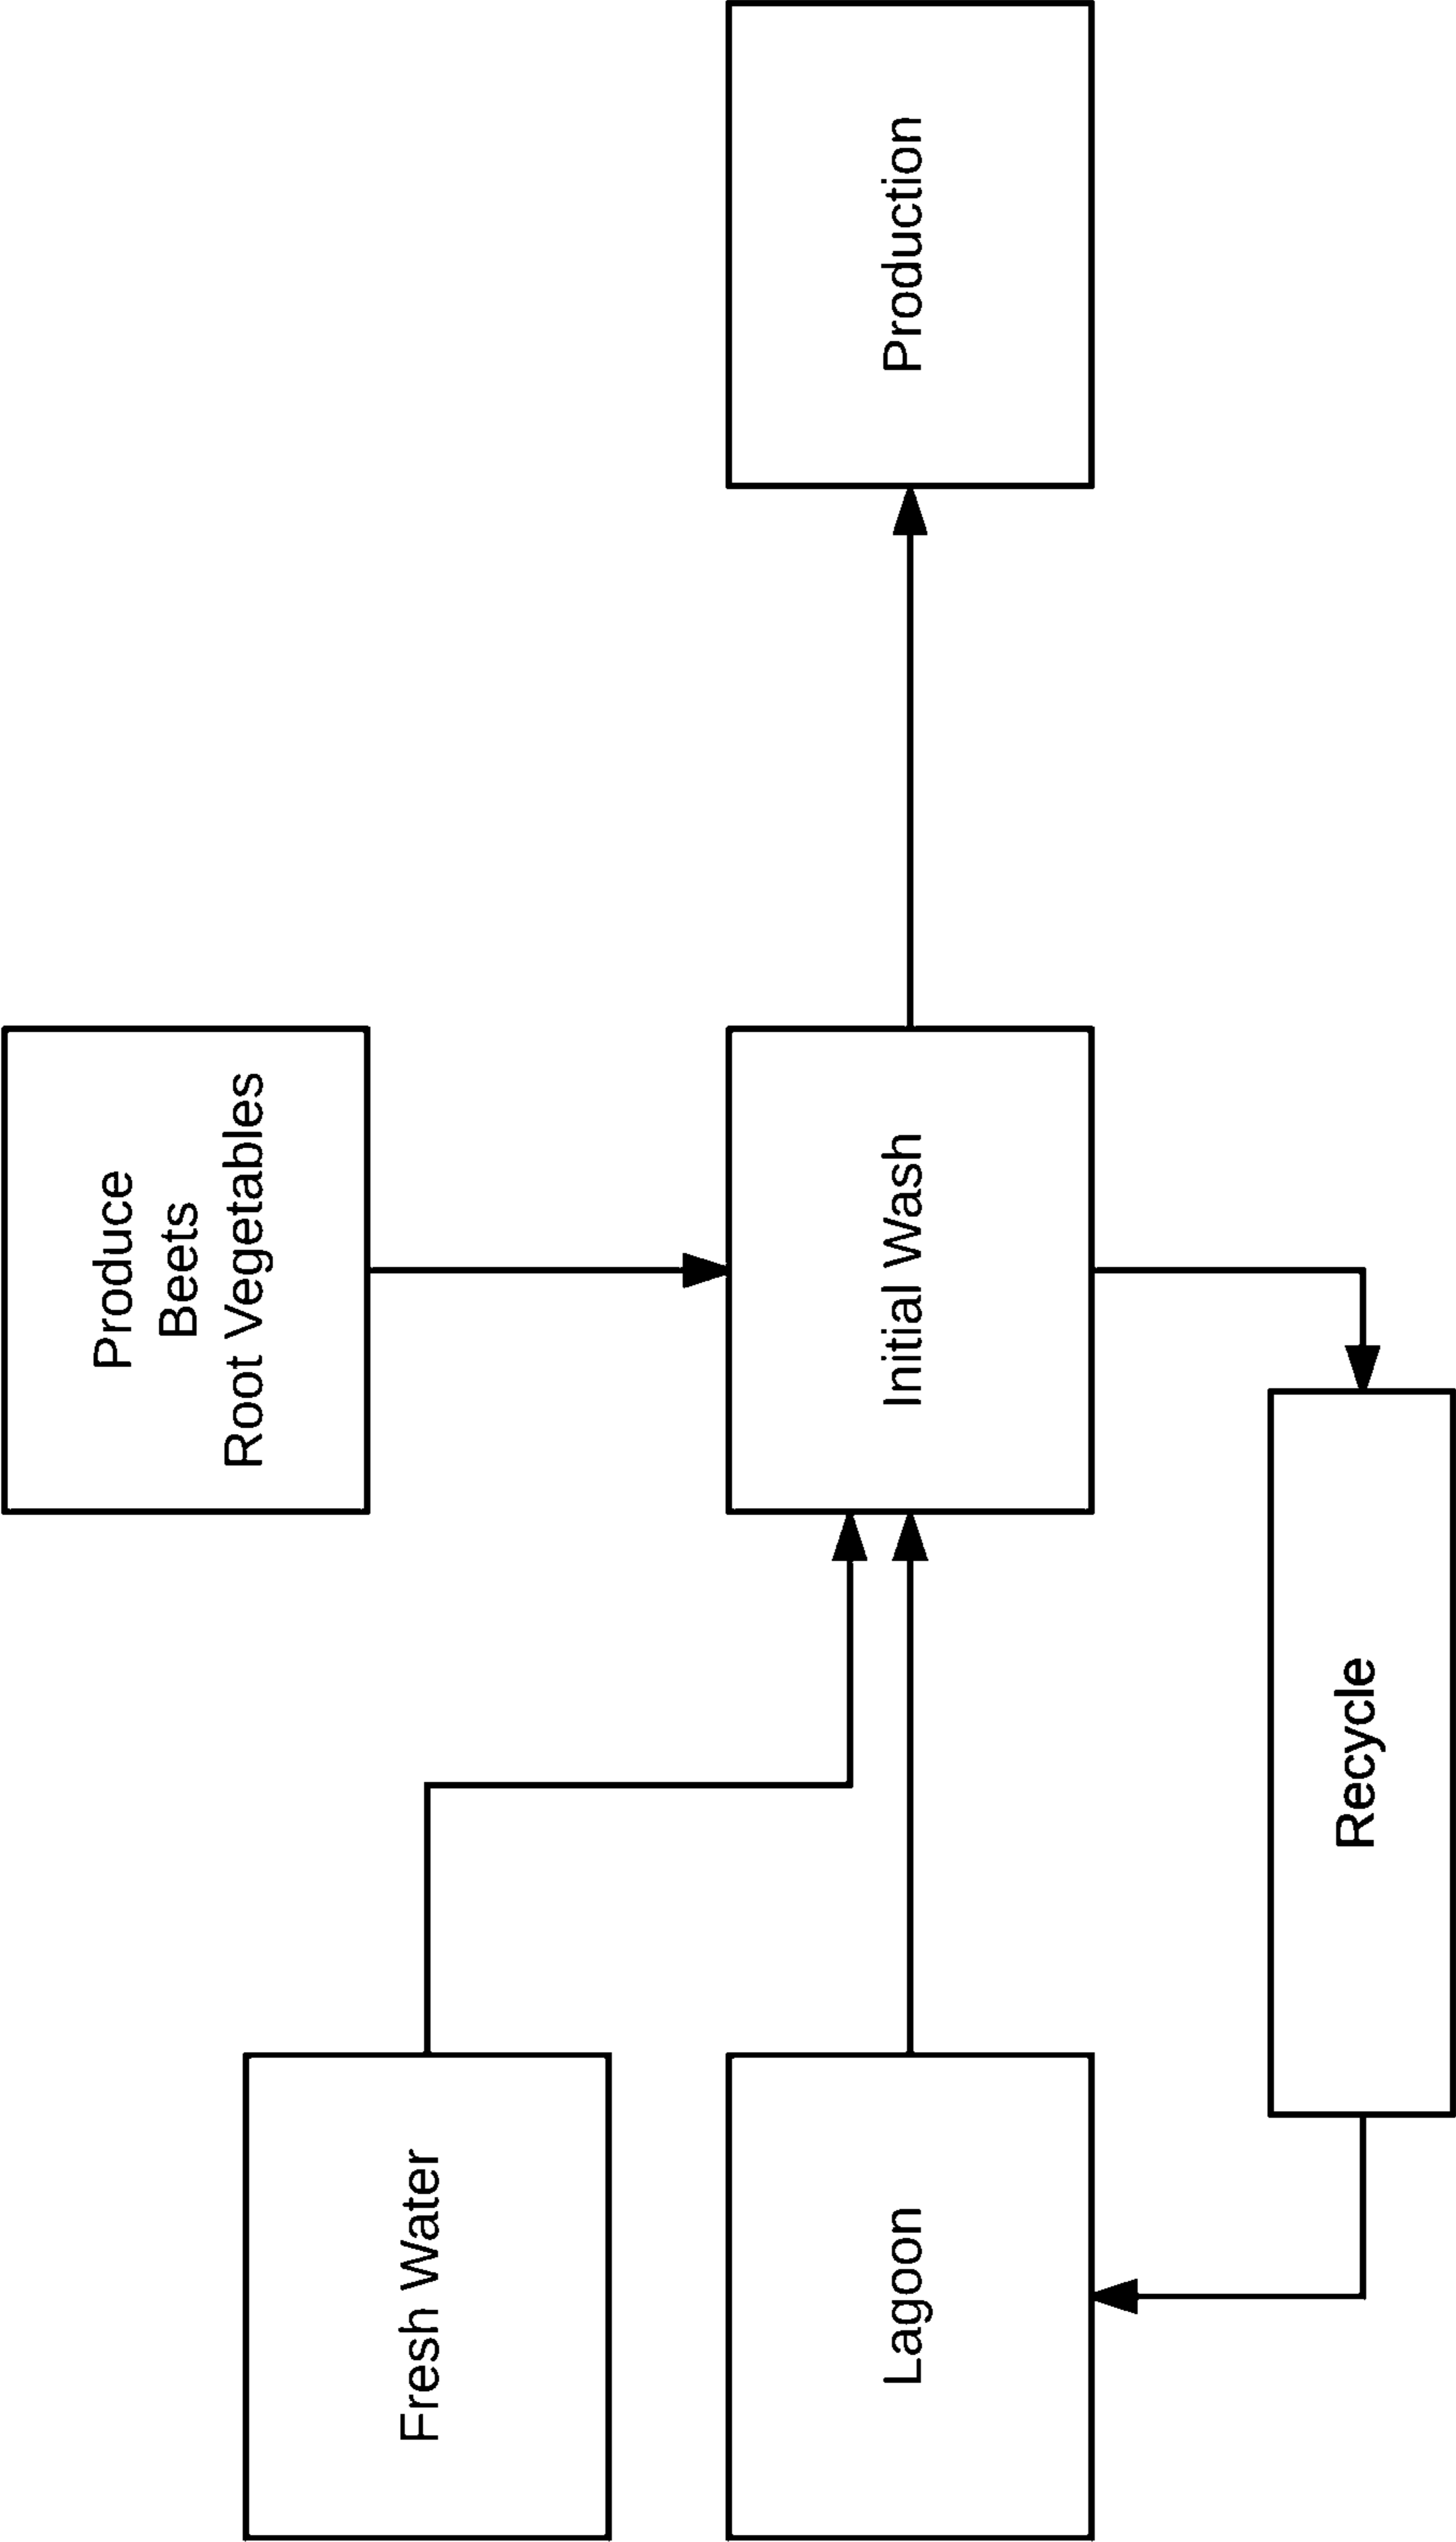 Produce
Beets
Root Vegetables
Fresh Water
Lagoon
Initial Wash
Production
Recycle